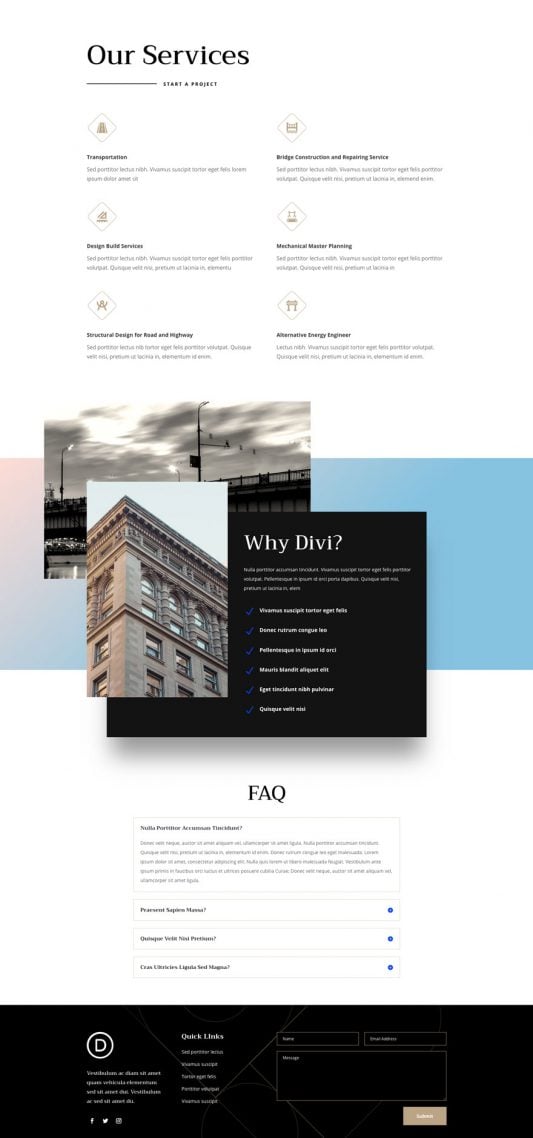 Our Services
START A PROJECT
Transportation
Sed porttitor lectus nibh. Vivamus suscipit tortor eget felis lorem
ipsum dolor amet sit
Bridge Construction and Repairing Service
Sed porttitor lectus nibh. Vivamus suscipit tortor eget felis porttitor
volutpat. Quisque velit nisi, pretium ut lacinia in, elemend enim.
Design Build Services
Sed porttitor lectus nibh. Vivamus suscipit tortor eget felis porttitor
volutpat. Quisque velit nisi, pretium ut lacinia in, elementu
Mechanical Master Planning
Sed porttitor lectus nibh. Vivamus suscipit tortor eget felis porttitor
volutpat. Quisque velit nisi, pretium ut lacinia in
Structural Design for Road and Highway
Sed porttitor lectus nib tortor eget felis porttitor volutpat. Quisque
velit nisi, pretium ut lacinia in, elementum id enim.
Alternative Energy Engineer
Lectus nibh. Vivamus suscipit tortor eget felis porttitor volutpat.
Quisque velit nisi, pretium ut lacinia in, elementum id enim.
Why Divi?
Nulla porttitor accumsan tincidunt. Vivamus suscipit tortor eget felis porttitor
volutpat. Pellentesque in ipsum id orci porta dapibus. Quisque velit nisi,
pretium ut lacinia in, elem
Vivamus suscipit tortor eget felis
Donec rutrum congue leo
Pellentesque in ipsum id orci
Mauris blandit aliquet elit
Eget tincidunt nibh pulvinar
Quisque velit nisi
FAQ
Nulla Porttitor Accumsan Tincidunt?
Donec velit neque, auctor sit amet aliquam vel, ullamcorper sit amet ligula. Nulla porttitor accumsan tincidunt.
Quisque velit nisi, pretium ut lacinia in, elementum id enim. Donec rutrum congue leo eget malesuada. Lorem
ipsum dolor sit amet, consectetur adipiscing elit. Nulla quis lorem ut libero malesuada feugiat. Vestibulum ante
ipsum primis in faucibus orci luctus et ultrices posuere cubilia Curae; Donec velit neque, auctor sit amet aliquam vel,
ullamcorper sit amet ligula.
Praesent Sapien Massa?
Quisque Velit Nisi Pretium?
Cras Ultricies Ligula Sed Magna?
D
Vestibulum ac diam sit amet
quam vehicula elementum
sed sit amet dui. Vestibulum
ac sed sit amet du.
Quick Links
Sed porttitor lectus
Vivamus suscipit
Tortor eget felis
Porttitor volutpat
Vivamus suscipit
Name
Email Address
Message
Submit